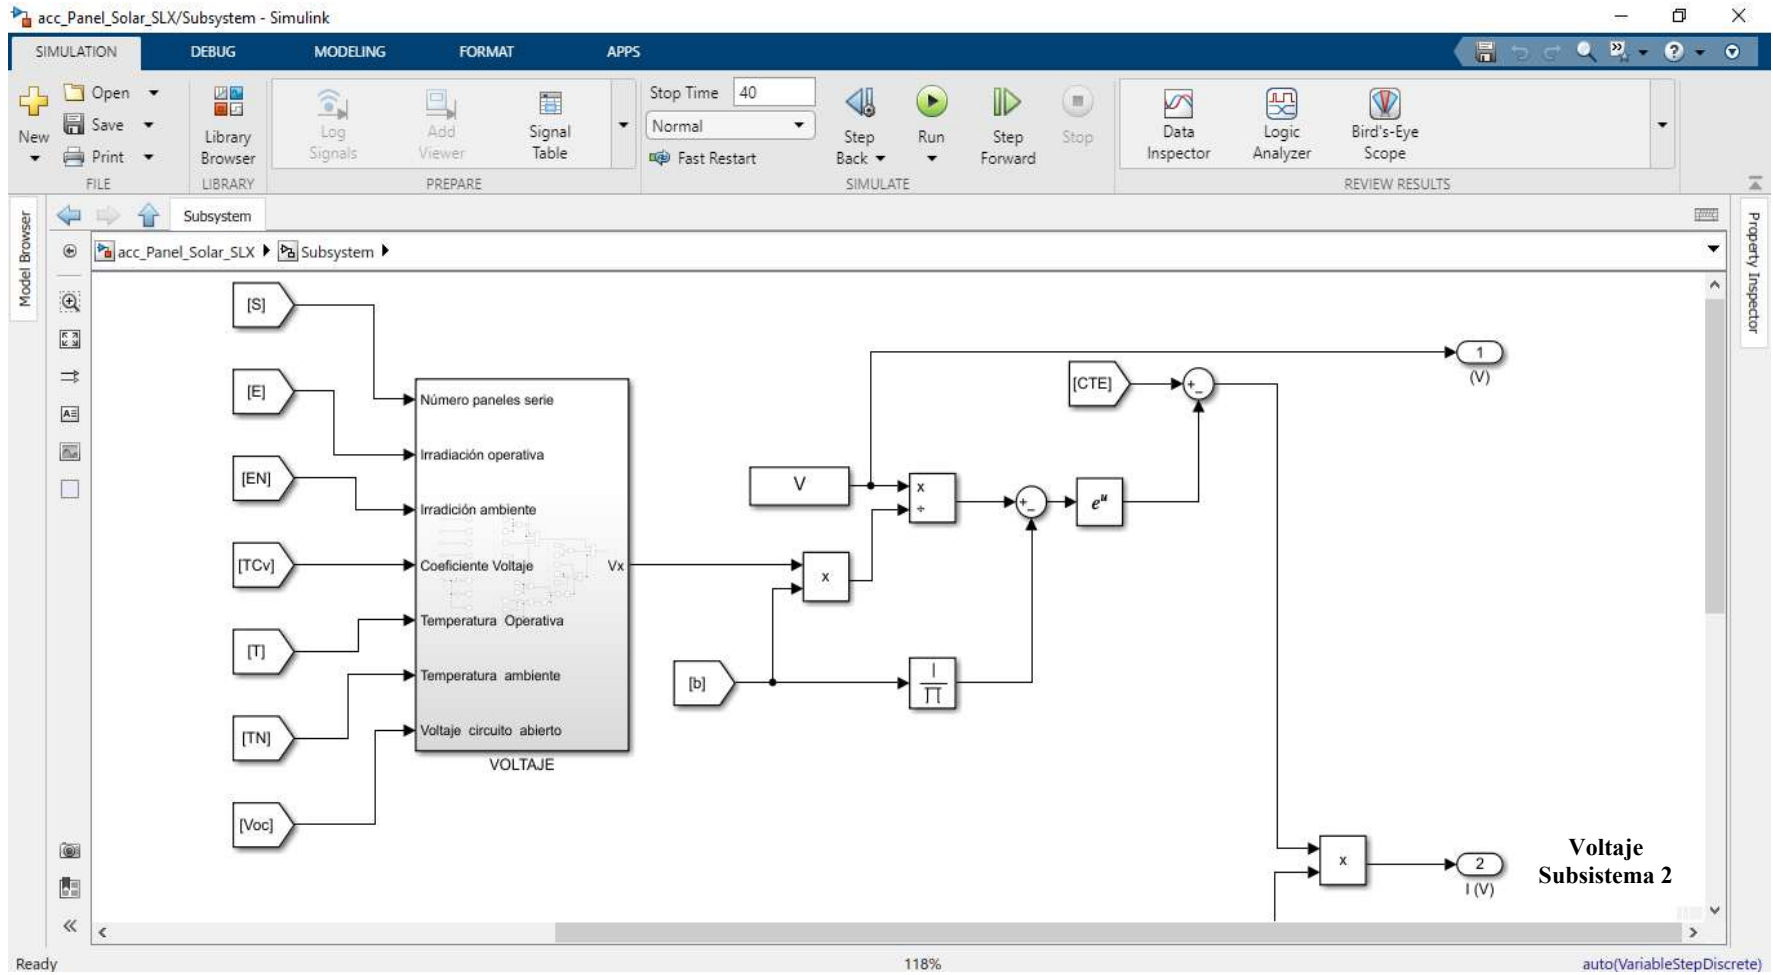 acc_Panel_Solar_SLX/Subsystem - Simulink
SIMULATION DEBUG MODELING FORMAT APPS
New
Open
Save
Print
FILE
Library
Browser
LIBRARY
Log
Signals
Add
Viewer
Signal
Table
PREPARE
Stop Time 40
Normal
Fast Restart
Step
Back
Run
Step
Forward
Stop
SIMULATE
Data
Inspector
Logic
Analyzer
Bird's-Eye
Scope
REVIEW RESULTS
Model Browser
Subsystem
acc_Panel_Solar_SLX Subsystem
Property Inspector
[S]
[E]
[EN]
[TCv]
[T]
[TN]
[Voc]
Número paneles serie
Irradiación operativa
Irradición ambiente
Coeficiente Voltaje
Temperatura Operativa
Temperatura ambiente
Voltaje circuito abierto
Vx
VOLTAJE
V
[b]
x
x
÷
1
∏
+
−
e^u
[CTE]
+
−
1
(V)
x
2
I (V)
Voltaje
Subsistema 2
Ready
118%
auto(VariableStepDiscrete)